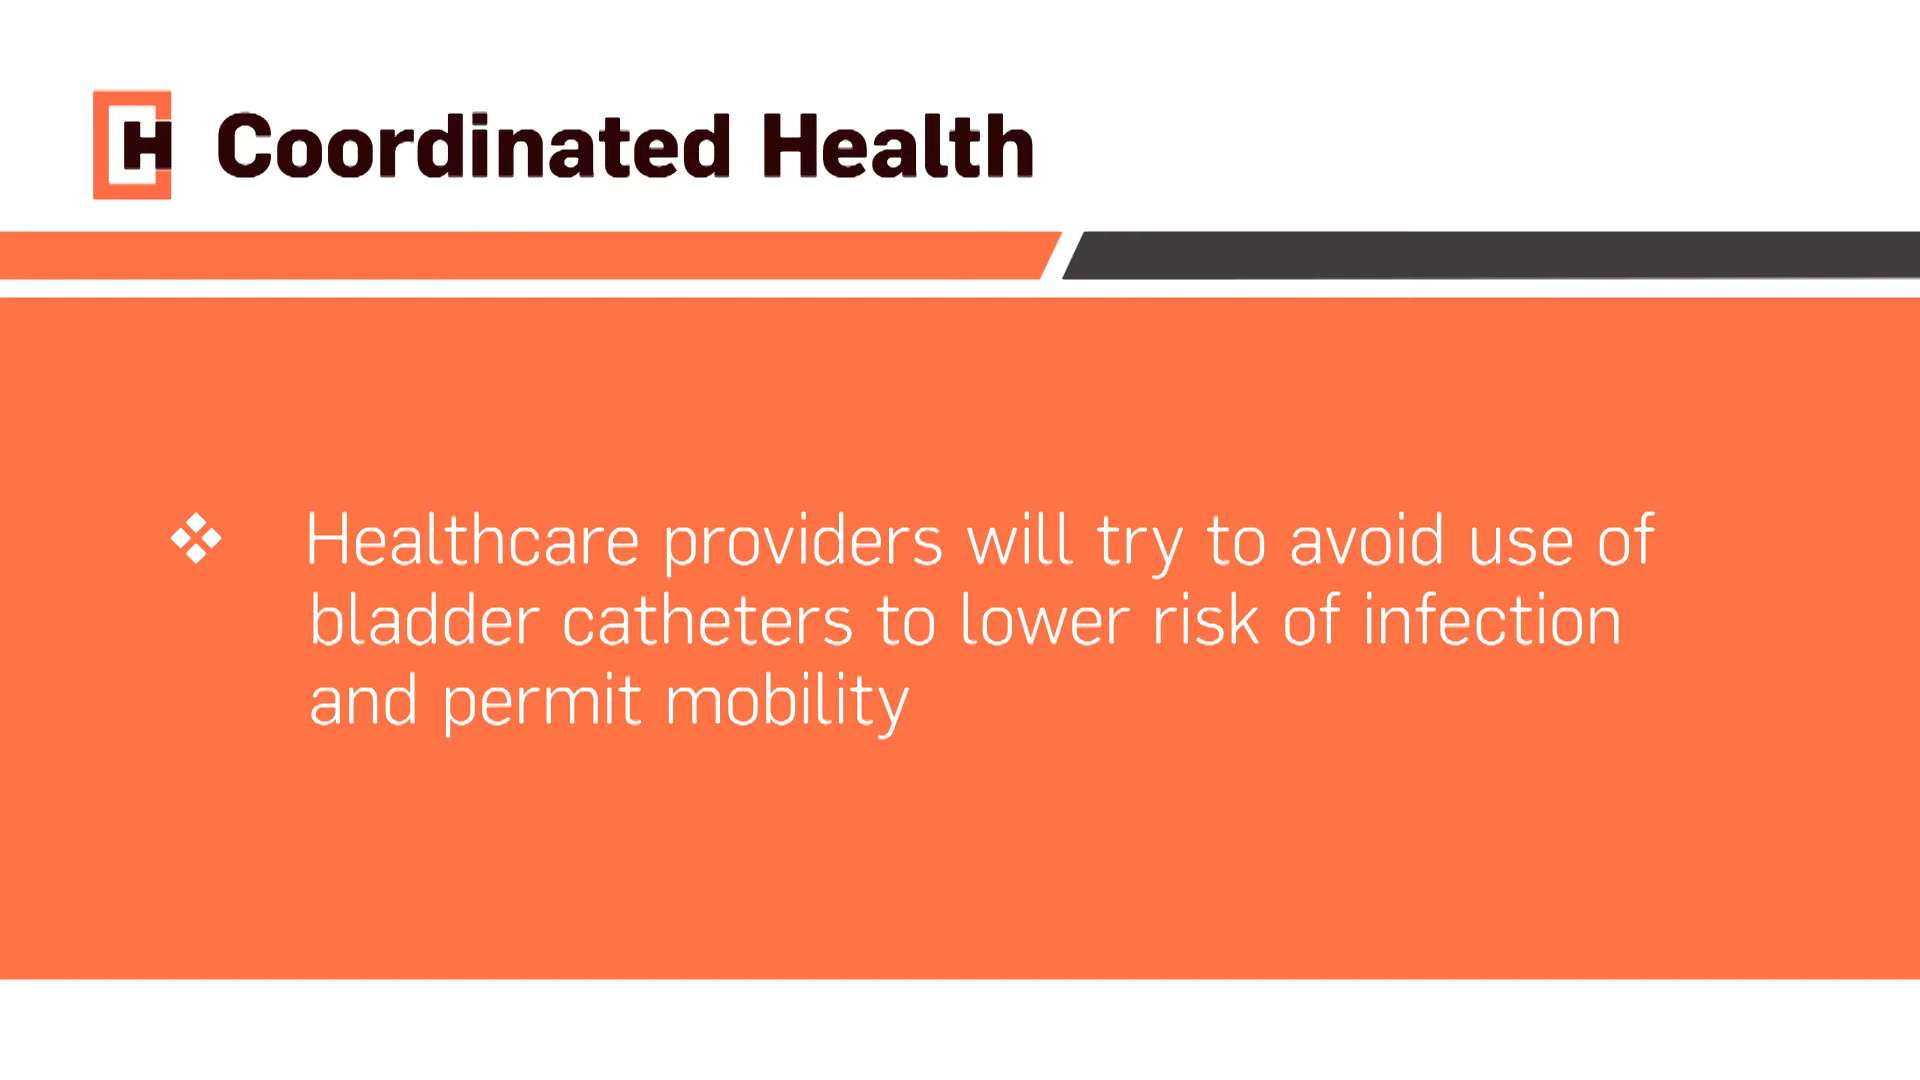 CH Coordinated Health
❖ Healthcare providers will try to avoid use of
bladder catheters to lower risk of infection
and permit mobility